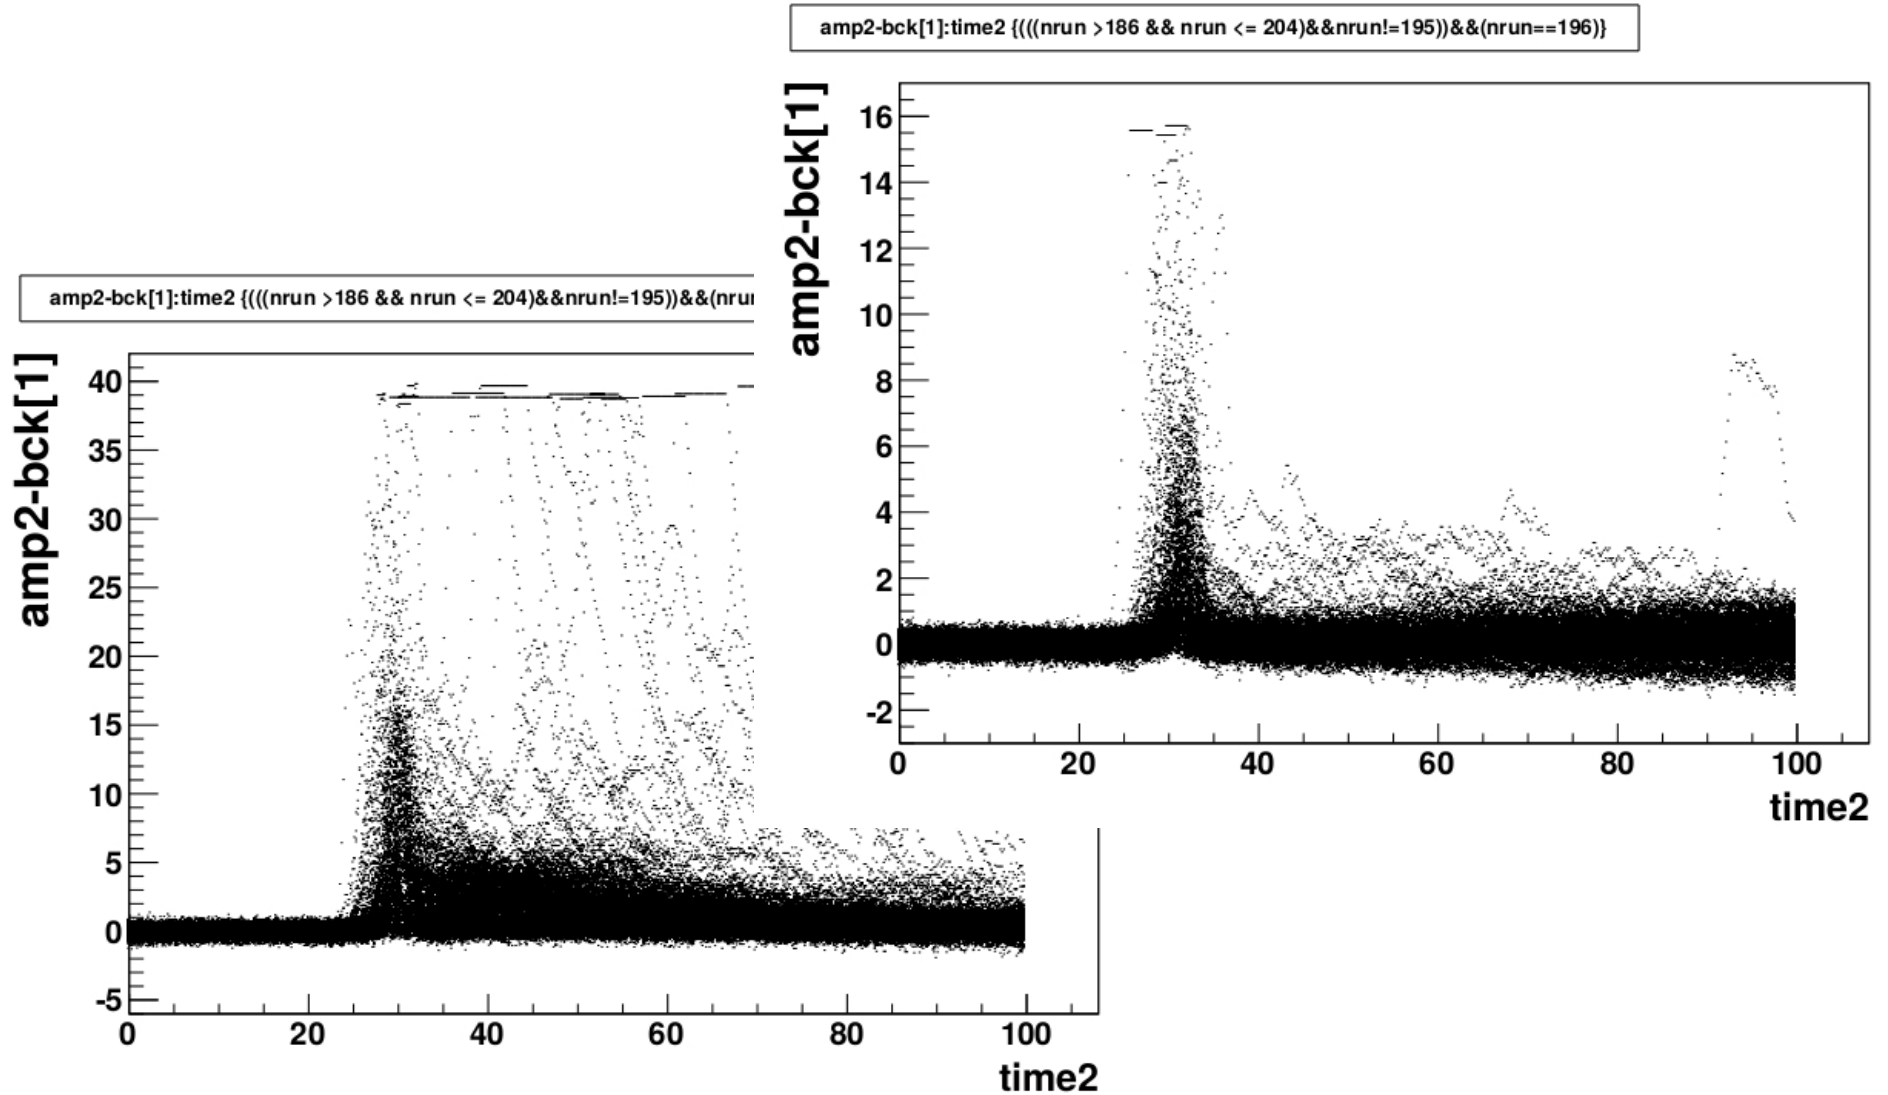 amp2-bck[1]:time2 {(((nrun >186 && nrun <= 204)&&nrun!=195))&&(nrun==196)}
amp2-bck[1]
16
14
12
10
8
6
4
2
0
-2
0 20 40 60 80 100
time2
amp2-bck[1]:time2 {(((nrun >186 && nrun <= 204)&&nrun!=195))&&(nrun
amp2-bck[1]
40
35
30
25
20
15
10
5
0
-5
0 20 40 60 80 100
time2